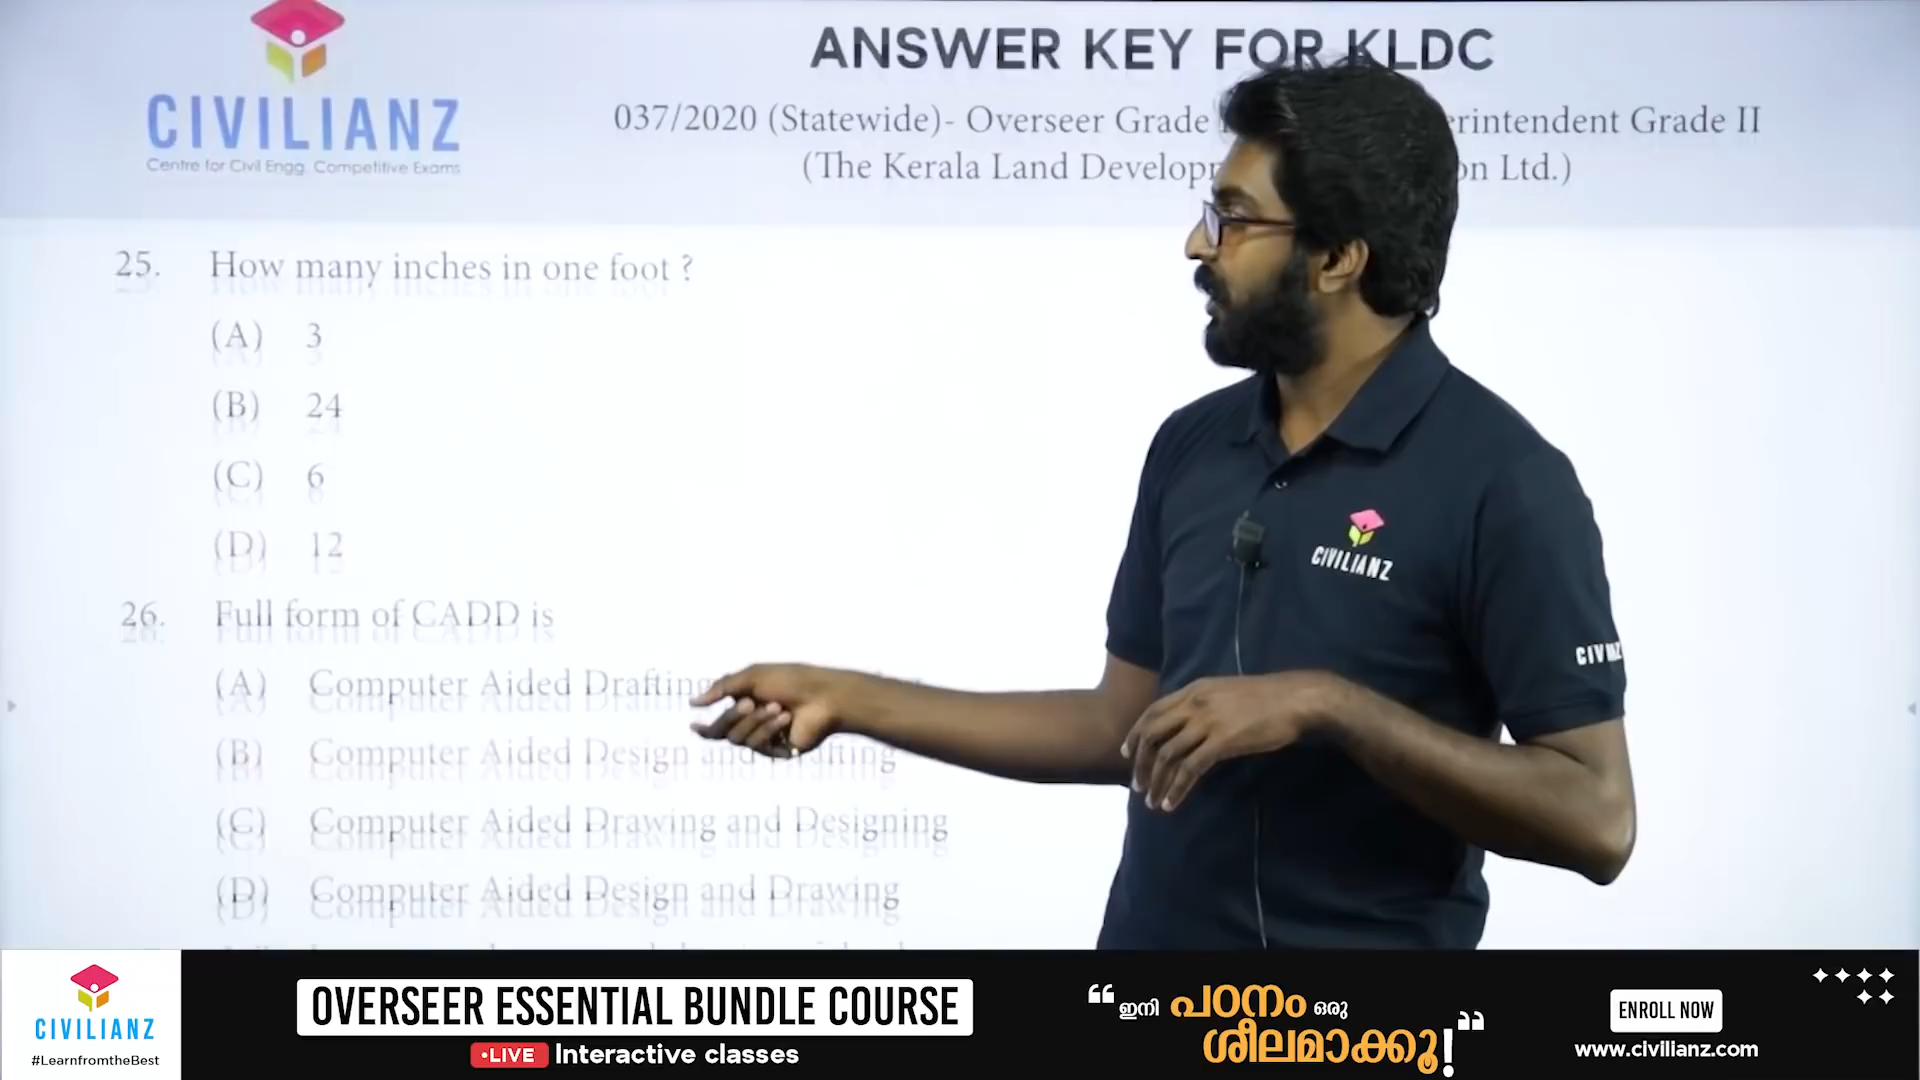 CIVILIANZ
Centre for Civil Engg. Competitive Exams
ANSWER KEY FOR KLDC
037/2020 (Statewide)- Overseer Grade rintendent Grade II
(The Kerala Land Develop on Ltd.)
25. How many inches in one foot ?
(A) 3
(B) 24
(C) 6
(D) 12
26. Full form of CADD is
(A) Computer Aided Drafting
(B) Computer Aided Design and Drafting
(C) Computer Aided Drawing and Designing
(D) Computer Aided Design and Drawing
CIVILIANZ
CIVILIANZ
#LearnfromtheBest
OVERSEER ESSENTIAL BUNDLE COURSE
•LIVE Interactive classes
“ഇനി പഠനം ഒരു
ശീലമാക്കൂ!”
ENROLL NOW
www.civilianz.com